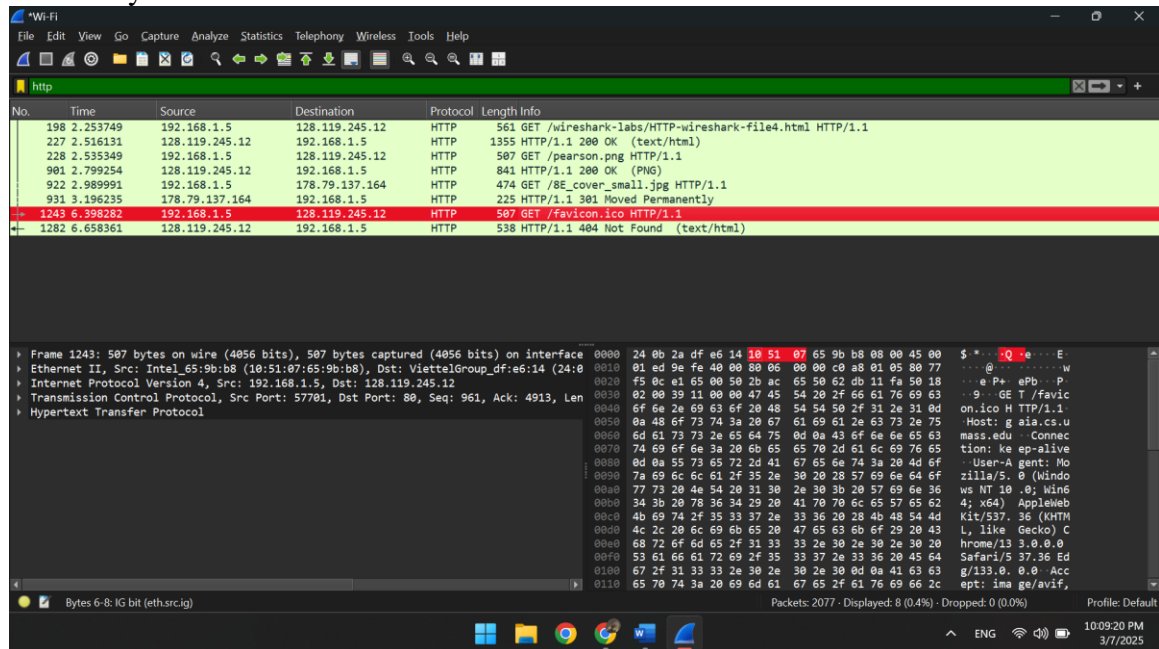 *Wi-Fi
File Edit View Go Capture Analyze Statistics Telephony Wireless Tools Help
http
No. Time Source Destination Protocol Length Info
198 2.253749 192.168.1.5 128.119.245.12 HTTP 561 GET /wireshark-labs/HTTP-wireshark-file4.html HTTP/1.1
227 2.516131 128.119.245.12 192.168.1.5 HTTP 1355 HTTP/1.1 200 OK (text/html)
228 2.535349 192.168.1.5 128.119.245.12 HTTP 507 GET /pearson.png HTTP/1.1
901 2.799254 128.119.245.12 192.168.1.5 HTTP 841 HTTP/1.1 200 OK (PNG)
922 2.989991 192.168.1.5 178.79.137.164 HTTP 474 GET /8E_cover_small.jpg HTTP/1.1
931 3.196235 178.79.137.164 192.168.1.5 HTTP 225 HTTP/1.1 301 Moved Permanently
1243 6.398282 192.168.1.5 128.119.245.12 HTTP 507 GET /favicon.ico HTTP/1.1
1282 6.658361 128.119.245.12 192.168.1.5 HTTP 538 HTTP/1.1 404 Not Found (text/html)
Frame 1243: 507 bytes on wire (4056 bits), 507 bytes captured (4056 bits) on interface
Ethernet II, Src: Intel_65:9b:b8 (10:51:07:65:9b:b8), Dst: ViettelGroup_df:e6:14 (24:0
Internet Protocol Version 4, Src: 192.168.1.5, Dst: 128.119.245.12
Transmission Control Protocol, Src Port: 57701, Dst Port: 80, Seq: 961, Ack: 4913, Len
Hypertext Transfer Protocol
0000 24 0b 2a df e6 14 10 51 07 65 9b b8 08 00 45 00 $·*····Q ·e····E·
0010 01 ed 9e fe 40 00 80 06 00 00 c0 a8 01 05 80 77 ····@··· ·······w
0020 f5 0c e1 65 00 50 2b ac 65 50 62 db 11 fa 50 18 ···e·P+· ePb···P·
0030 02 00 39 11 00 00 47 45 54 20 2f 66 61 76 69 63 ··9···GE T /favic
0040 6f 6e 2e 69 63 6f 20 48 54 54 50 2f 31 2e 31 0d on.ico H TTP/1.1·
0050 0a 48 6f 73 74 3a 20 67 61 69 61 2e 63 73 2e 75 ·Host: g aia.cs.u
0060 6d 61 73 73 2e 65 64 75 0d 0a 43 6f 6e 6e 65 63 mass.edu ··Connec
0070 74 69 6f 6e 3a 20 6b 65 65 70 2d 61 6c 69 76 65 tion: ke ep-alive
0080 0d 0a 55 73 65 72 2d 41 67 65 6e 74 3a 20 4d 6f ··User-A gent: Mo
0090 7a 69 6c 6c 61 2f 35 2e 30 20 28 57 69 6e 64 6f zilla/5. 0 (Windo
00a0 77 73 20 4e 54 20 31 30 2e 30 3b 20 57 69 6e 36 ws NT 10 .0; Win6
00b0 34 3b 20 78 36 34 29 20 41 70 70 6c 65 57 65 62 4; x64) AppleWeb
00c0 4b 69 74 2f 35 33 37 2e 33 36 20 28 4b 48 54 4d Kit/537. 36 (KHTM
00d0 4c 2c 20 6c 69 6b 65 20 47 65 63 6b 6f 29 20 43 L, like Gecko) C
00e0 68 72 6f 6d 65 2f 31 33 33 2e 30 2e 30 2e 30 20 hrome/13 3.0.0.0
00f0 53 61 66 61 72 69 2f 35 33 37 2e 33 36 20 45 64 Safari/5 37.36 Ed
0100 67 2f 31 33 33 2e 30 2e 30 2e 30 0d 0a 41 63 63 g/133.0. 0.0··Acc
0110 65 70 74 3a 20 69 6d 61 67 65 2f 61 76 69 66 2c ept: ima ge/avif,
Bytes 6-8: IG bit (eth.src.ig) Packets: 2077 · Displayed: 8 (0.4%) · Dropped: 0 (0.0%) Profile: Default
ENG 10:09:20 PM
3/7/2025